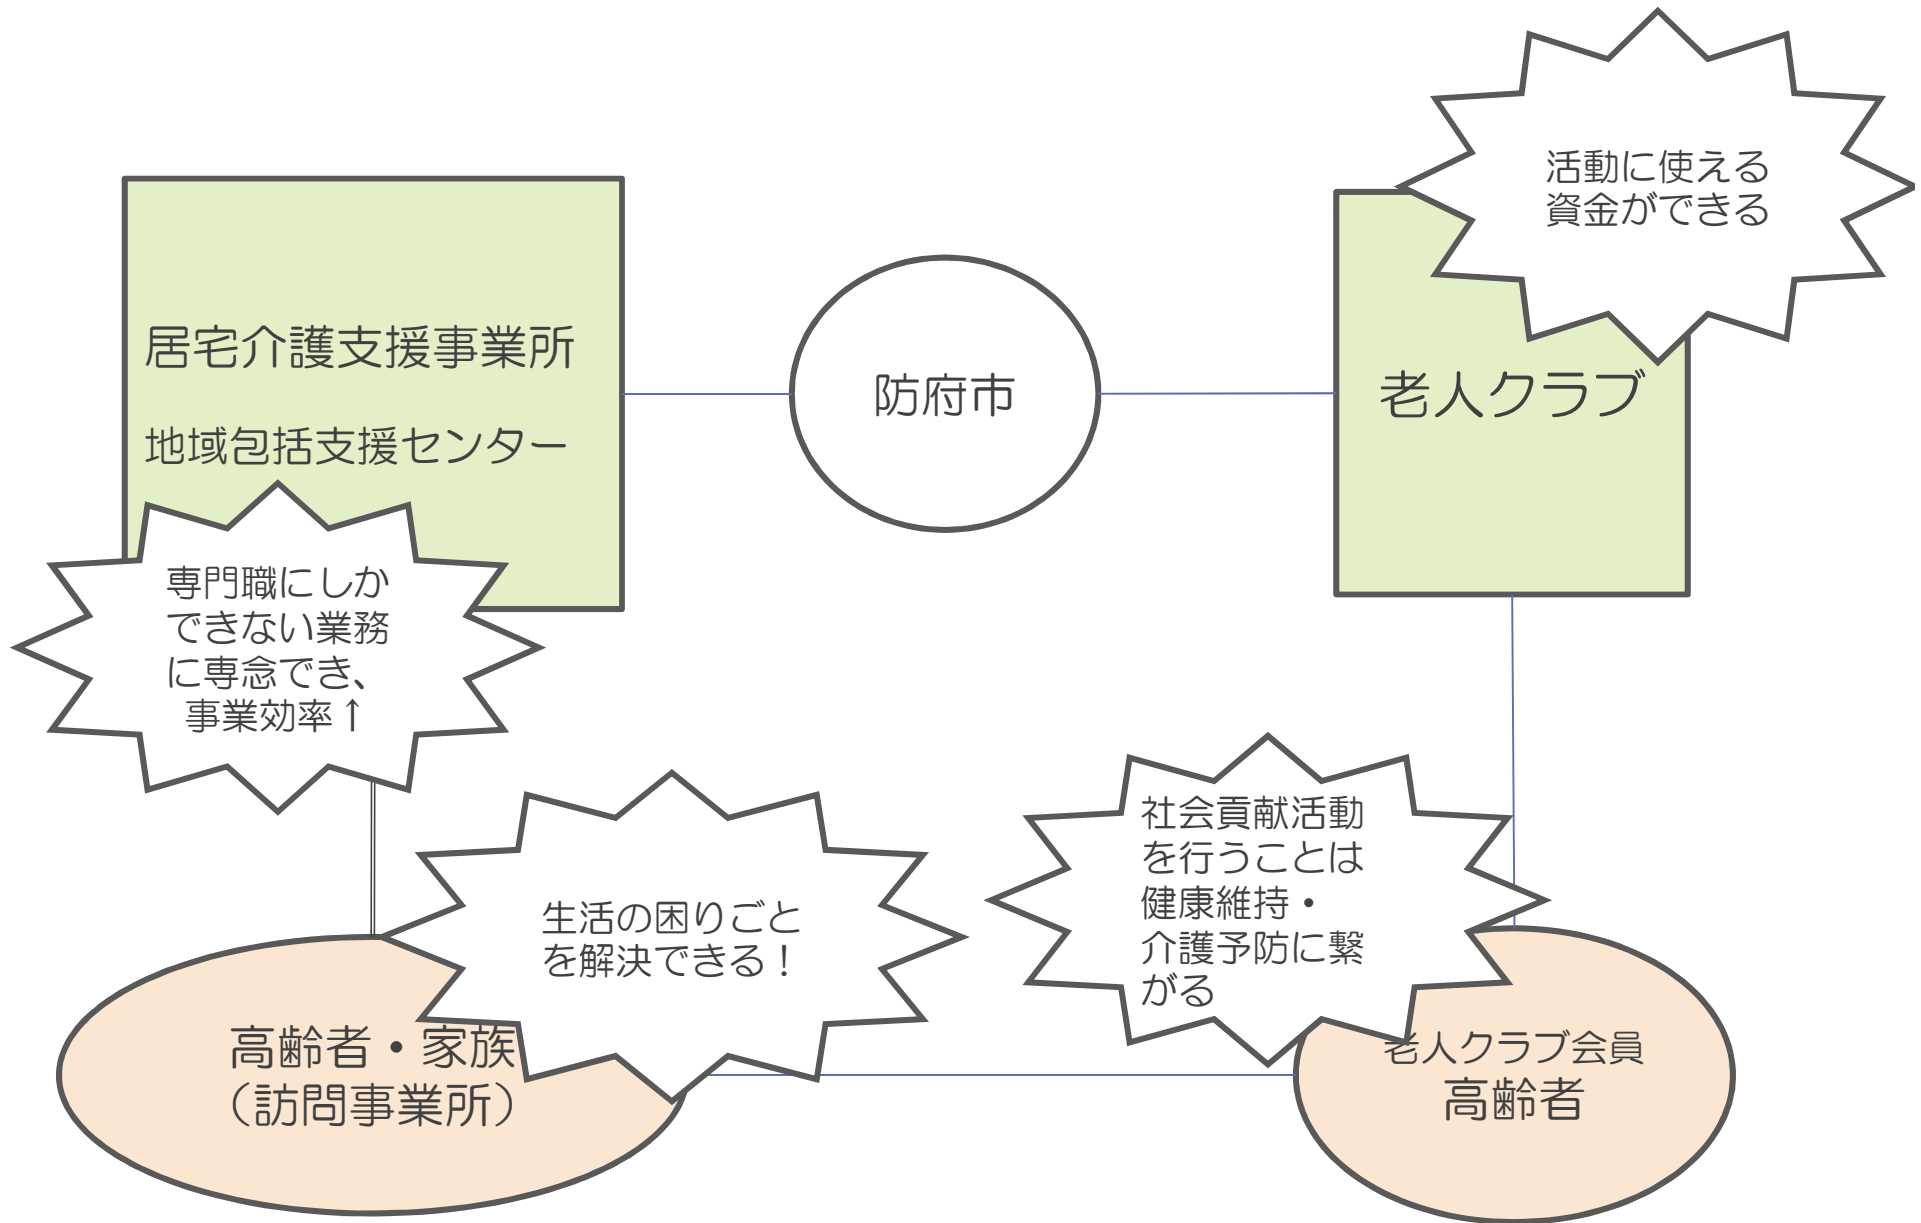 活動に使える
資金ができる
居宅介護支援事業所
地域包括支援センター
防府市
老人クラブ
専門職にしか
できない業務
に専念でき、
事業効率↑
生活の困りごと
を解決できる！
社会貢献活動
を行うことは
健康維持・
介護予防に繋
がる
高齢者・家族
（訪問事業所）
老人クラブ会員
高齢者